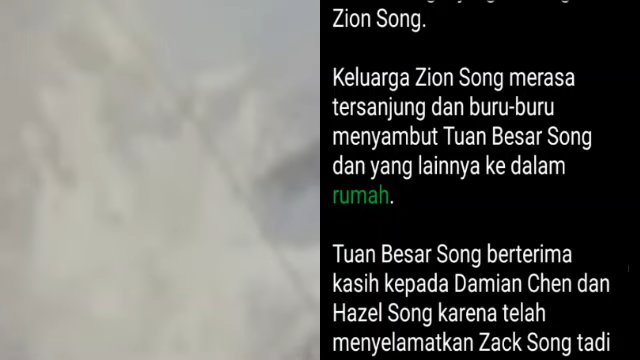 Zion Song.
Keluarga Zion Song merasa
tersanjung dan buru-buru
menyambut Tuan Besar Song
dan yang lainnya ke dalam
rumah.
Tuan Besar Song berterima
kasih kepada Damian Chen dan
Hazel Song karena telah
menyelamatkan Zack Song tadi